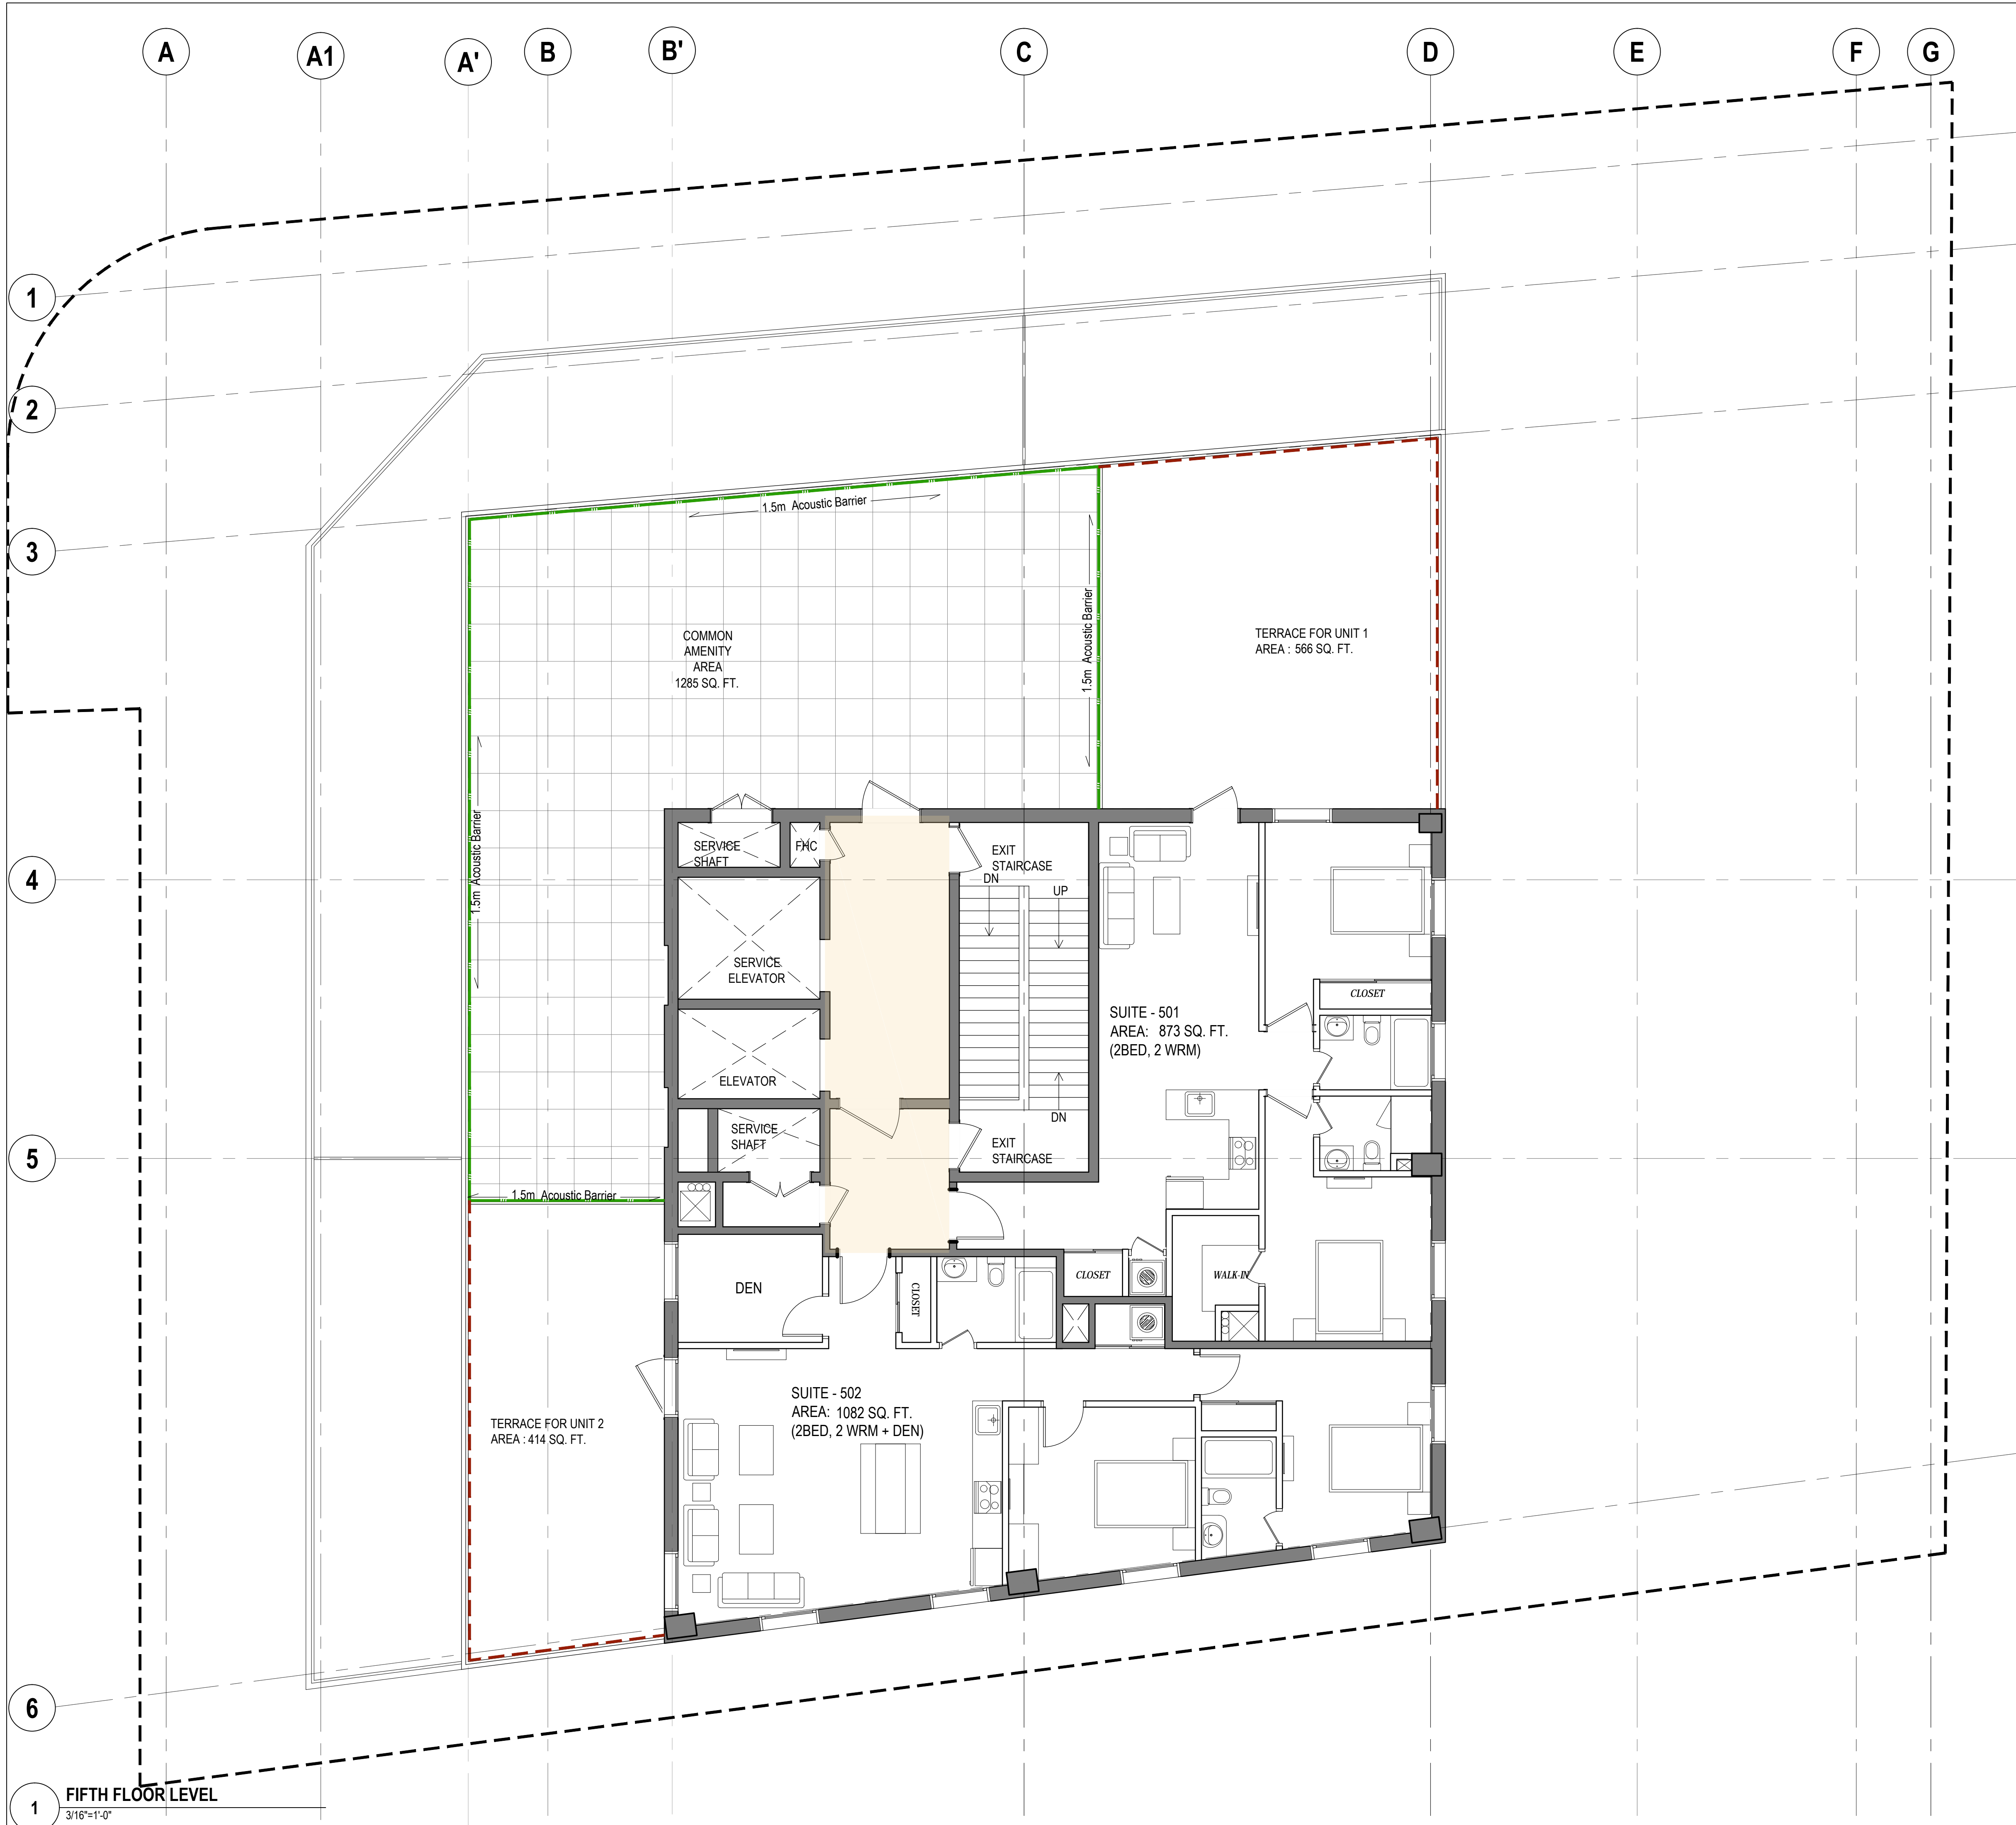 A
A1
A'
B
B'
C
D
E
F
G
1
2
3
4
5
6
1.5m Acoustic Barrier
1.5m Acoustic Barrier
COMMON
AMENITY
AREA
1285 SQ. FT.
TERRACE FOR UNIT 1
AREA : 566 SQ. FT.
1.5m Acoustic Barrier
SERVICE
SHAFT
FHC
EXIT
STAIRCASE
DN
UP
SERVICE
ELEVATOR
CLOSET
SUITE - 501
AREA: 873 SQ. FT.
(2BED, 2 WRM)
ELEVATOR
DN
SERVICE
SHAFT
EXIT
STAIRCASE
1.5m Acoustic Barrier
DEN
CLOSET
CLOSET
WALK-IN
SUITE - 502
AREA: 1082 SQ. FT.
(2BED, 2 WRM + DEN)
TERRACE FOR UNIT 2
AREA : 414 SQ. FT.
1
FIFTH FLOOR LEVEL
3/16"=1'-0"